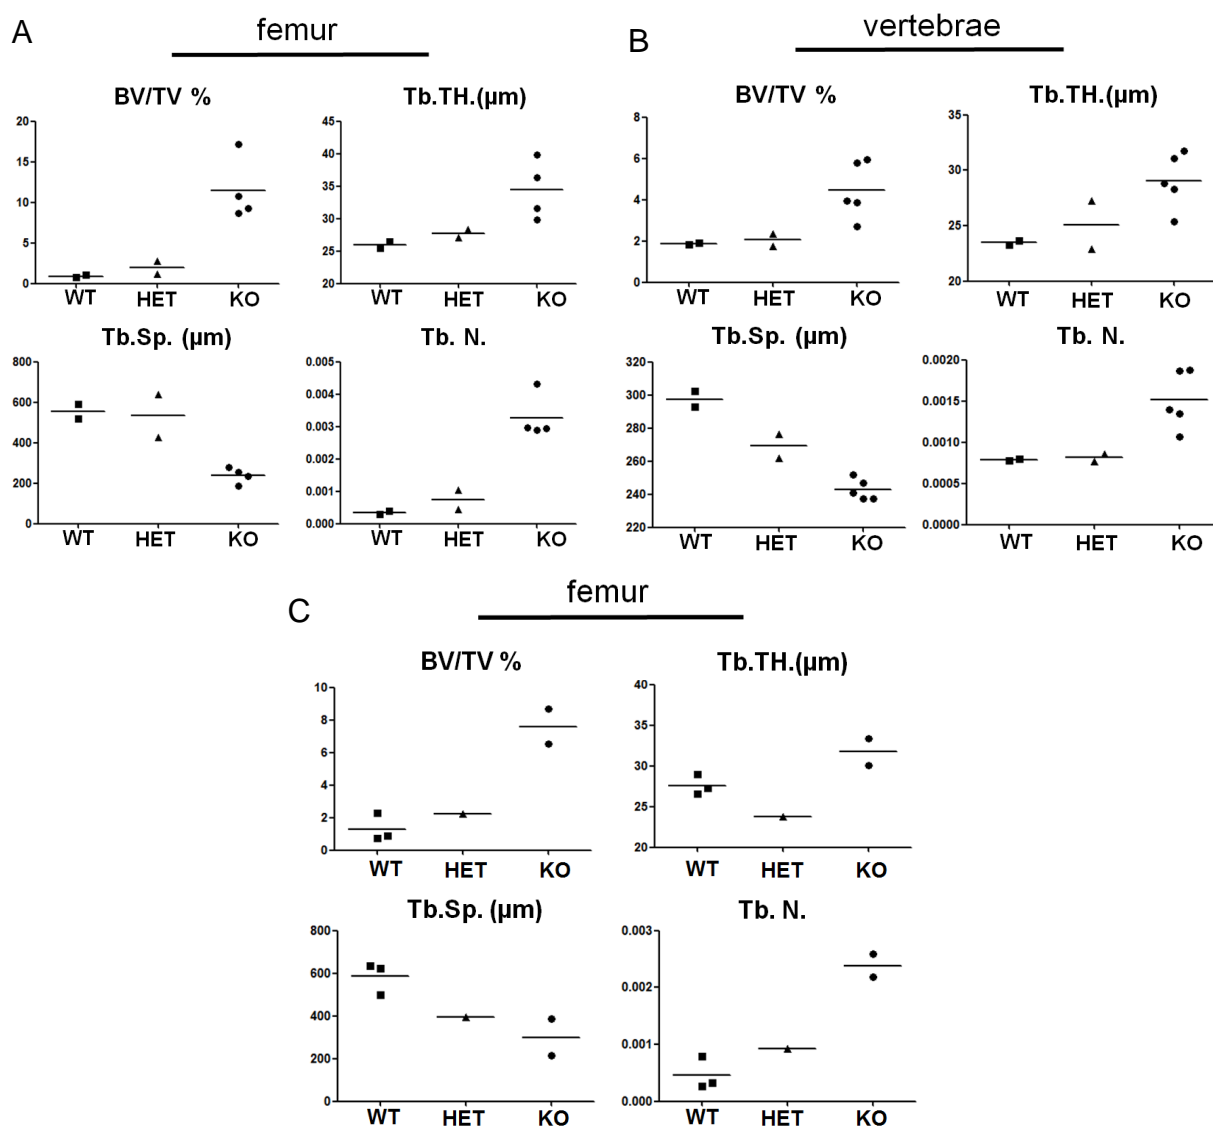 A
femur
B
vertebrae
BV/TV %
20
15
10
5
0
WT HET KO
Tb.TH.(µm)
45
40
35
30
25
20
WT HET KO
BV/TV %
8
6
4
2
0
WT HET KO
Tb.TH.(µm)
35
30
25
20
WT HET KO
Tb.Sp. (µm)
800
600
400
200
0
WT HET KO
Tb. N.
0.005
0.004
0.003
0.002
0.001
0.000
WT HET KO
Tb.Sp. (µm)
320
300
280
260
240
220
WT HET KO
Tb. N.
0.0020
0.0015
0.0010
0.0005
0.0000
WT HET KO
C
femur
BV/TV %
10
8
6
4
2
0
WT HET KO
Tb.TH.(µm)
40
35
30
25
20
WT HET KO
Tb.Sp. (µm)
800
600
400
200
0
WT HET KO
Tb. N.
0.003
0.002
0.001
0.000
WT HET KO